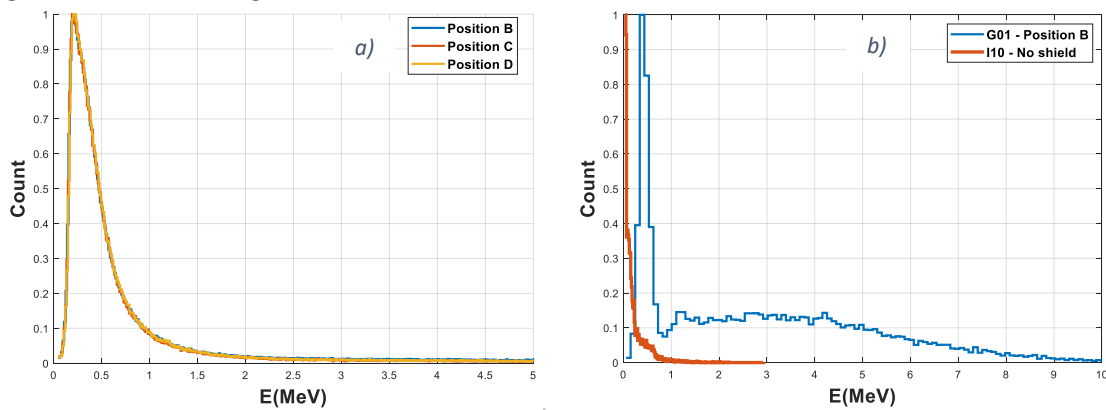 a)
Position B
Position C
Position D
Count
1
0.9
0.8
0.7
0.6
0.5
0.4
0.3
0.2
0.1
0
0 0.5 1 1.5 2 2.5 3 3.5 4 4.5 5
E(MeV)
b)
G01 - Position B
I10 - No shield
Count
1
0.9
0.8
0.7
0.6
0.5
0.4
0.3
0.2
0.1
0
0 1 2 3 4 5 6 7 8 9 10
E(MeV)